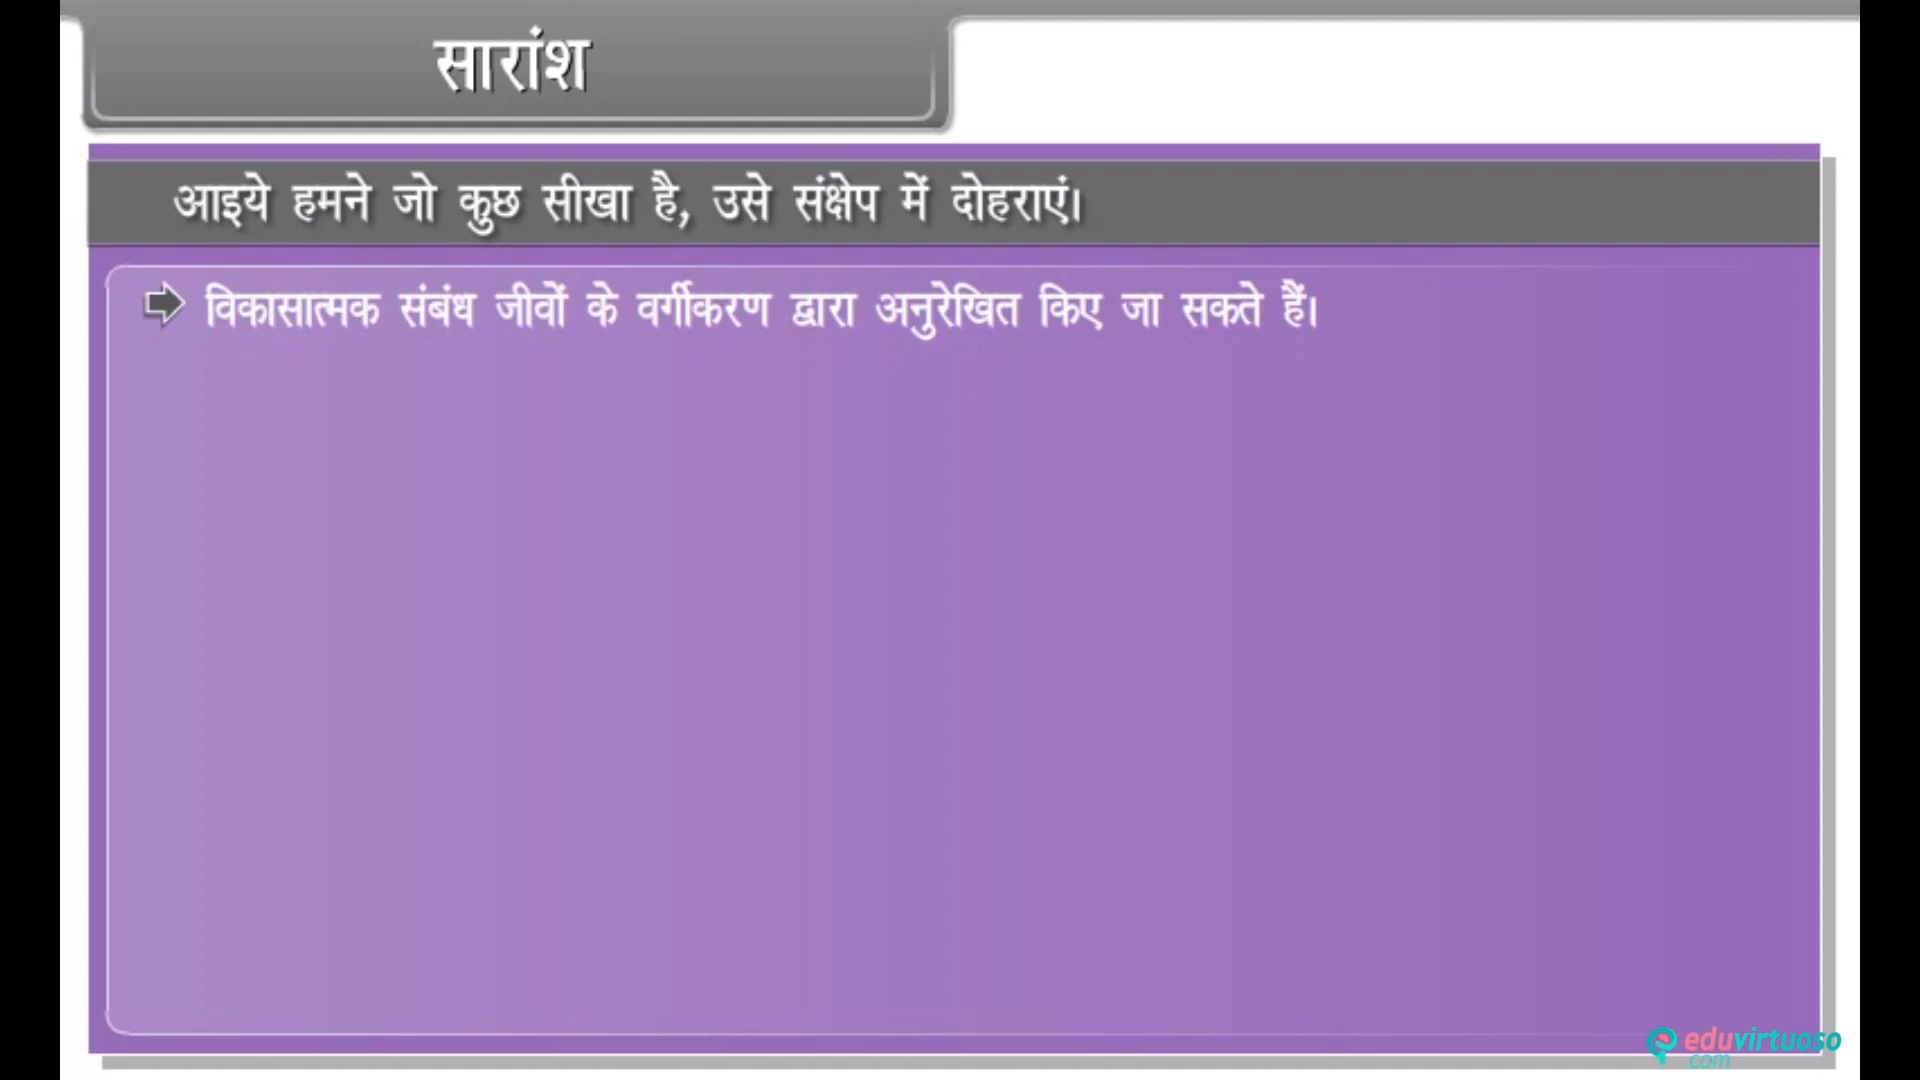 सारांश
आइये हमने जो कुछ सीखा है, उसे संक्षेप में दोहराएं।
विकासात्मक संबंध जीवों के वर्गीकरण द्वारा अनुरेखित किए जा सकते हैं।
eduvirtuoso
.com